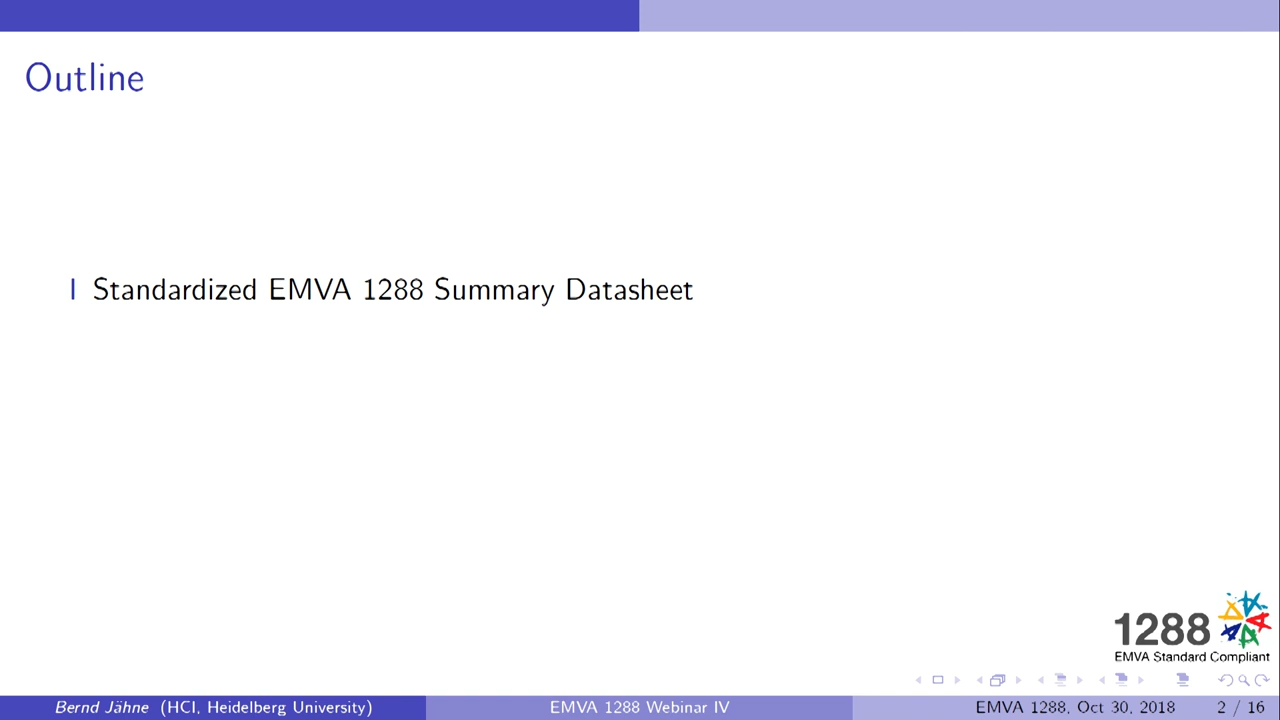 Outline
I Standardized EMVA 1288 Summary Datasheet
1288
EMVA Standard Compliant
Bernd Jähne (HCI, Heidelberg University) EMVA 1288 Webinar IV EMVA 1288, Oct 30, 2018 2 / 16